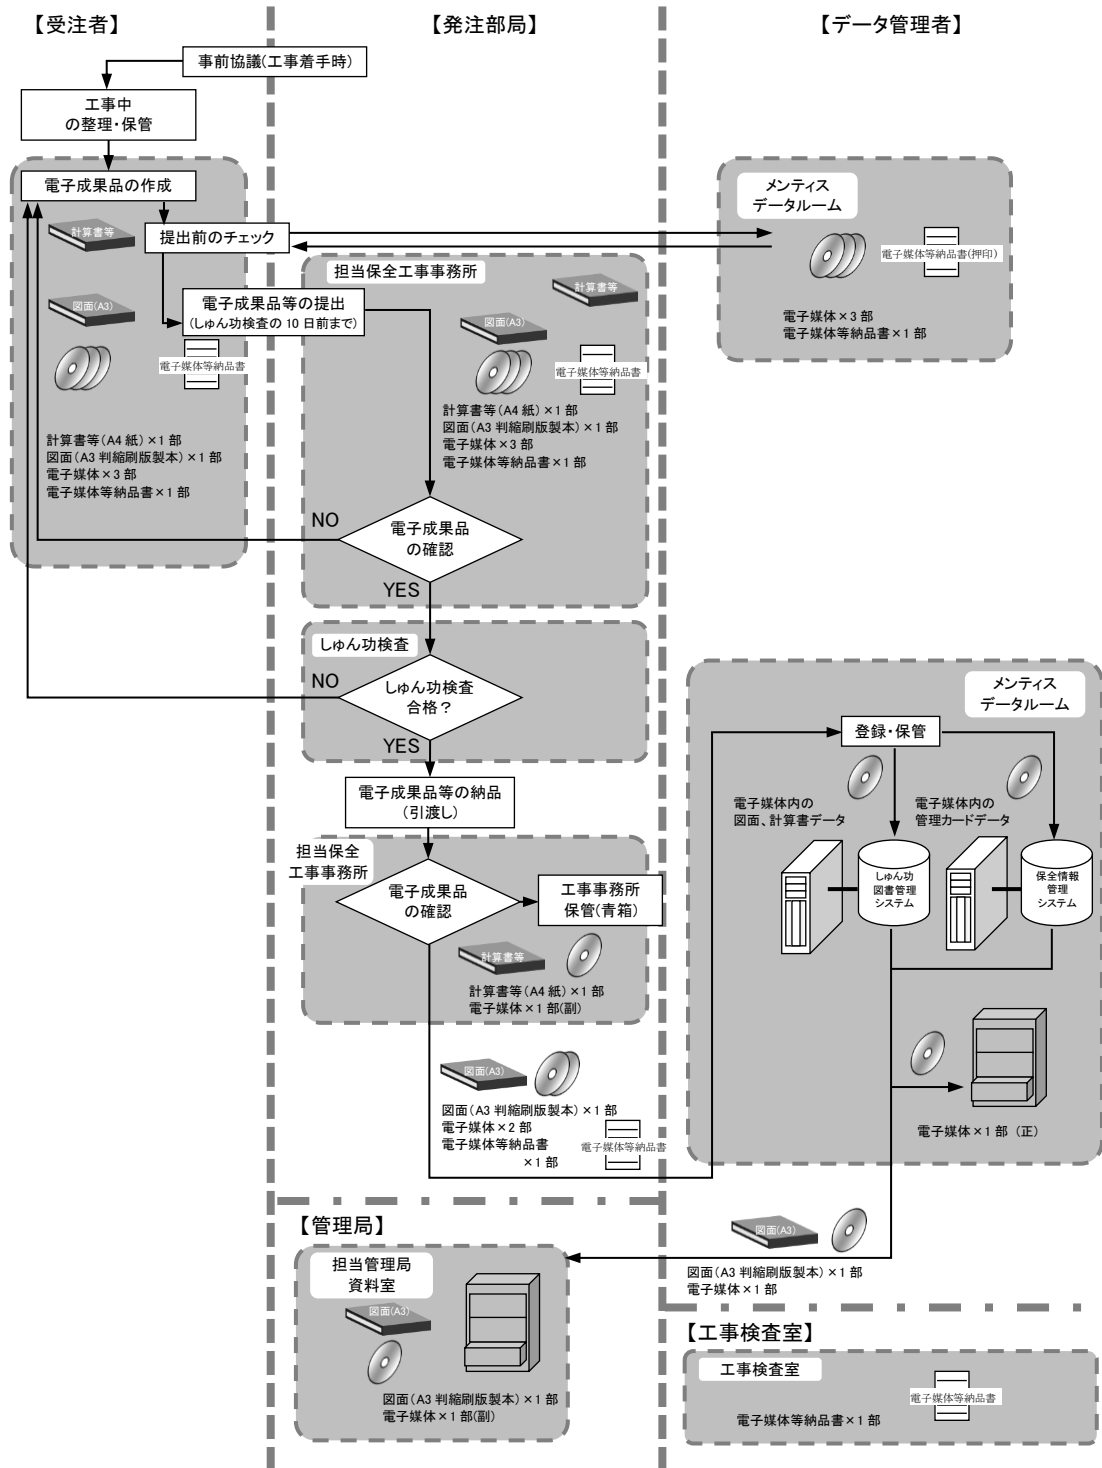 【受注者】
【発注部局】
【データ管理者】
事前協議(工事着手時)
工事中
の整理・保管
電子成果品の作成
計算書等
提出前のチェック
図面(A3)
電子媒体等納品書
計算書等(A4 紙)×1 部
図面(A3 判縮刷版製本)×1 部
電子媒体×3 部
電子媒体等納品書×1 部
メンティス
データルーム
電子媒体等納品書(押印)
電子媒体×3 部
電子媒体等納品書×1 部
担当保全工事事務所
計算書等
電子成果品等の提出
(しゅん功検査の 10 日前まで)
図面(A3)
電子媒体等納品書
計算書等(A4 紙)×1 部
図面(A3 判縮刷版製本)×1 部
電子媒体×3 部
電子媒体等納品書×1 部
NO
電子成果品
の確認
YES
しゅん功検査
NO
しゅん功検査
合格？
YES
電子成果品等の納品
(引渡し)
担当保全
工事事務所
電子成果品
の確認
工事事務所
保管(青箱)
計算書等
計算書等(A4 紙)×1 部
電子媒体×1 部(副)
図面(A3)
図面(A3 判縮刷版製本)×1 部
電子媒体×2 部
電子媒体等納品書
×1 部
電子媒体等納品書
メンティス
データルーム
登録・保管
電子媒体内の
図面、計算書データ
電子媒体内の
管理カードデータ
しゅん功
図書管理
システム
保全情報
管理
システム
電子媒体×1 部 (正)
図面(A3)
図面(A3 判縮刷版製本)×1 部
電子媒体×1 部
【管理局】
担当管理局
資料室
図面(A3)
図面(A3 判縮刷版製本)×1 部
電子媒体×1 部(副)
【工事検査室】
工事検査室
電子媒体等納品書
電子媒体等納品書×1 部